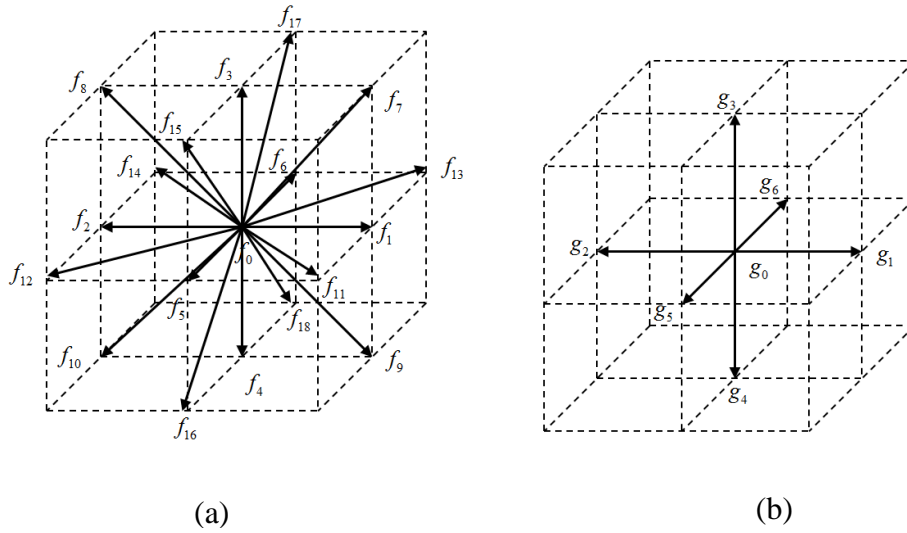 f₁₇
f₈ f₃ f₇
f₁₅
f₁₄ f₆ f₁₃
f₂ f₁
f₀
f₁₂ f₁₁
f₅ f₁₈
f₁₀ f₄ f₉
f₁₆
(a)
g₃
g₆
g₂ g₀ g₁
g₅
g₄
(b)